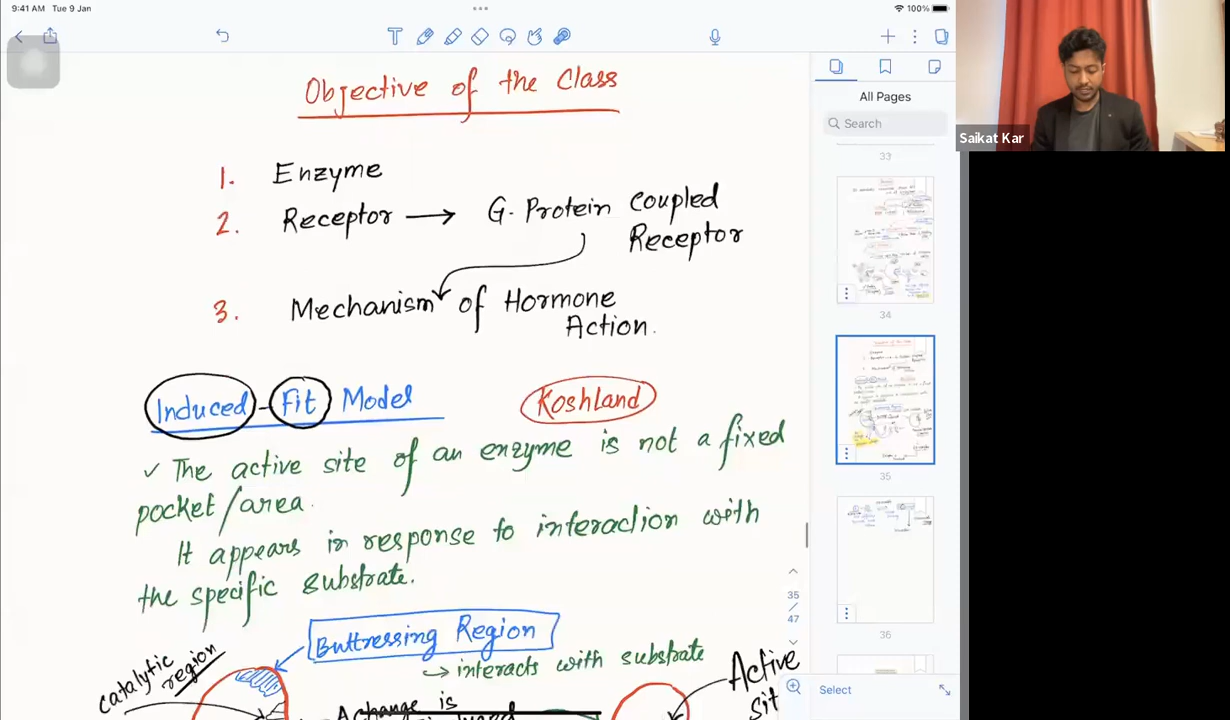 9:41 AM Tue 9 Jan
100%
Objective of the Class
1. Enzyme
2. Receptor → G. Protein Coupled
Receptor
3. Mechanism of Hormone
Action.
Induced-Fit Model Koshland
✓ The active site of an enzyme is not a fixed
pocket/area.
It appears in response to interaction with
the specific substrate.
Buttressing Region
↪ interacts with substrate
catalytic
region
Active
sit
A change is
All Pages
Search
Saikat Kar
33
34
35
36
35
/
47
Select